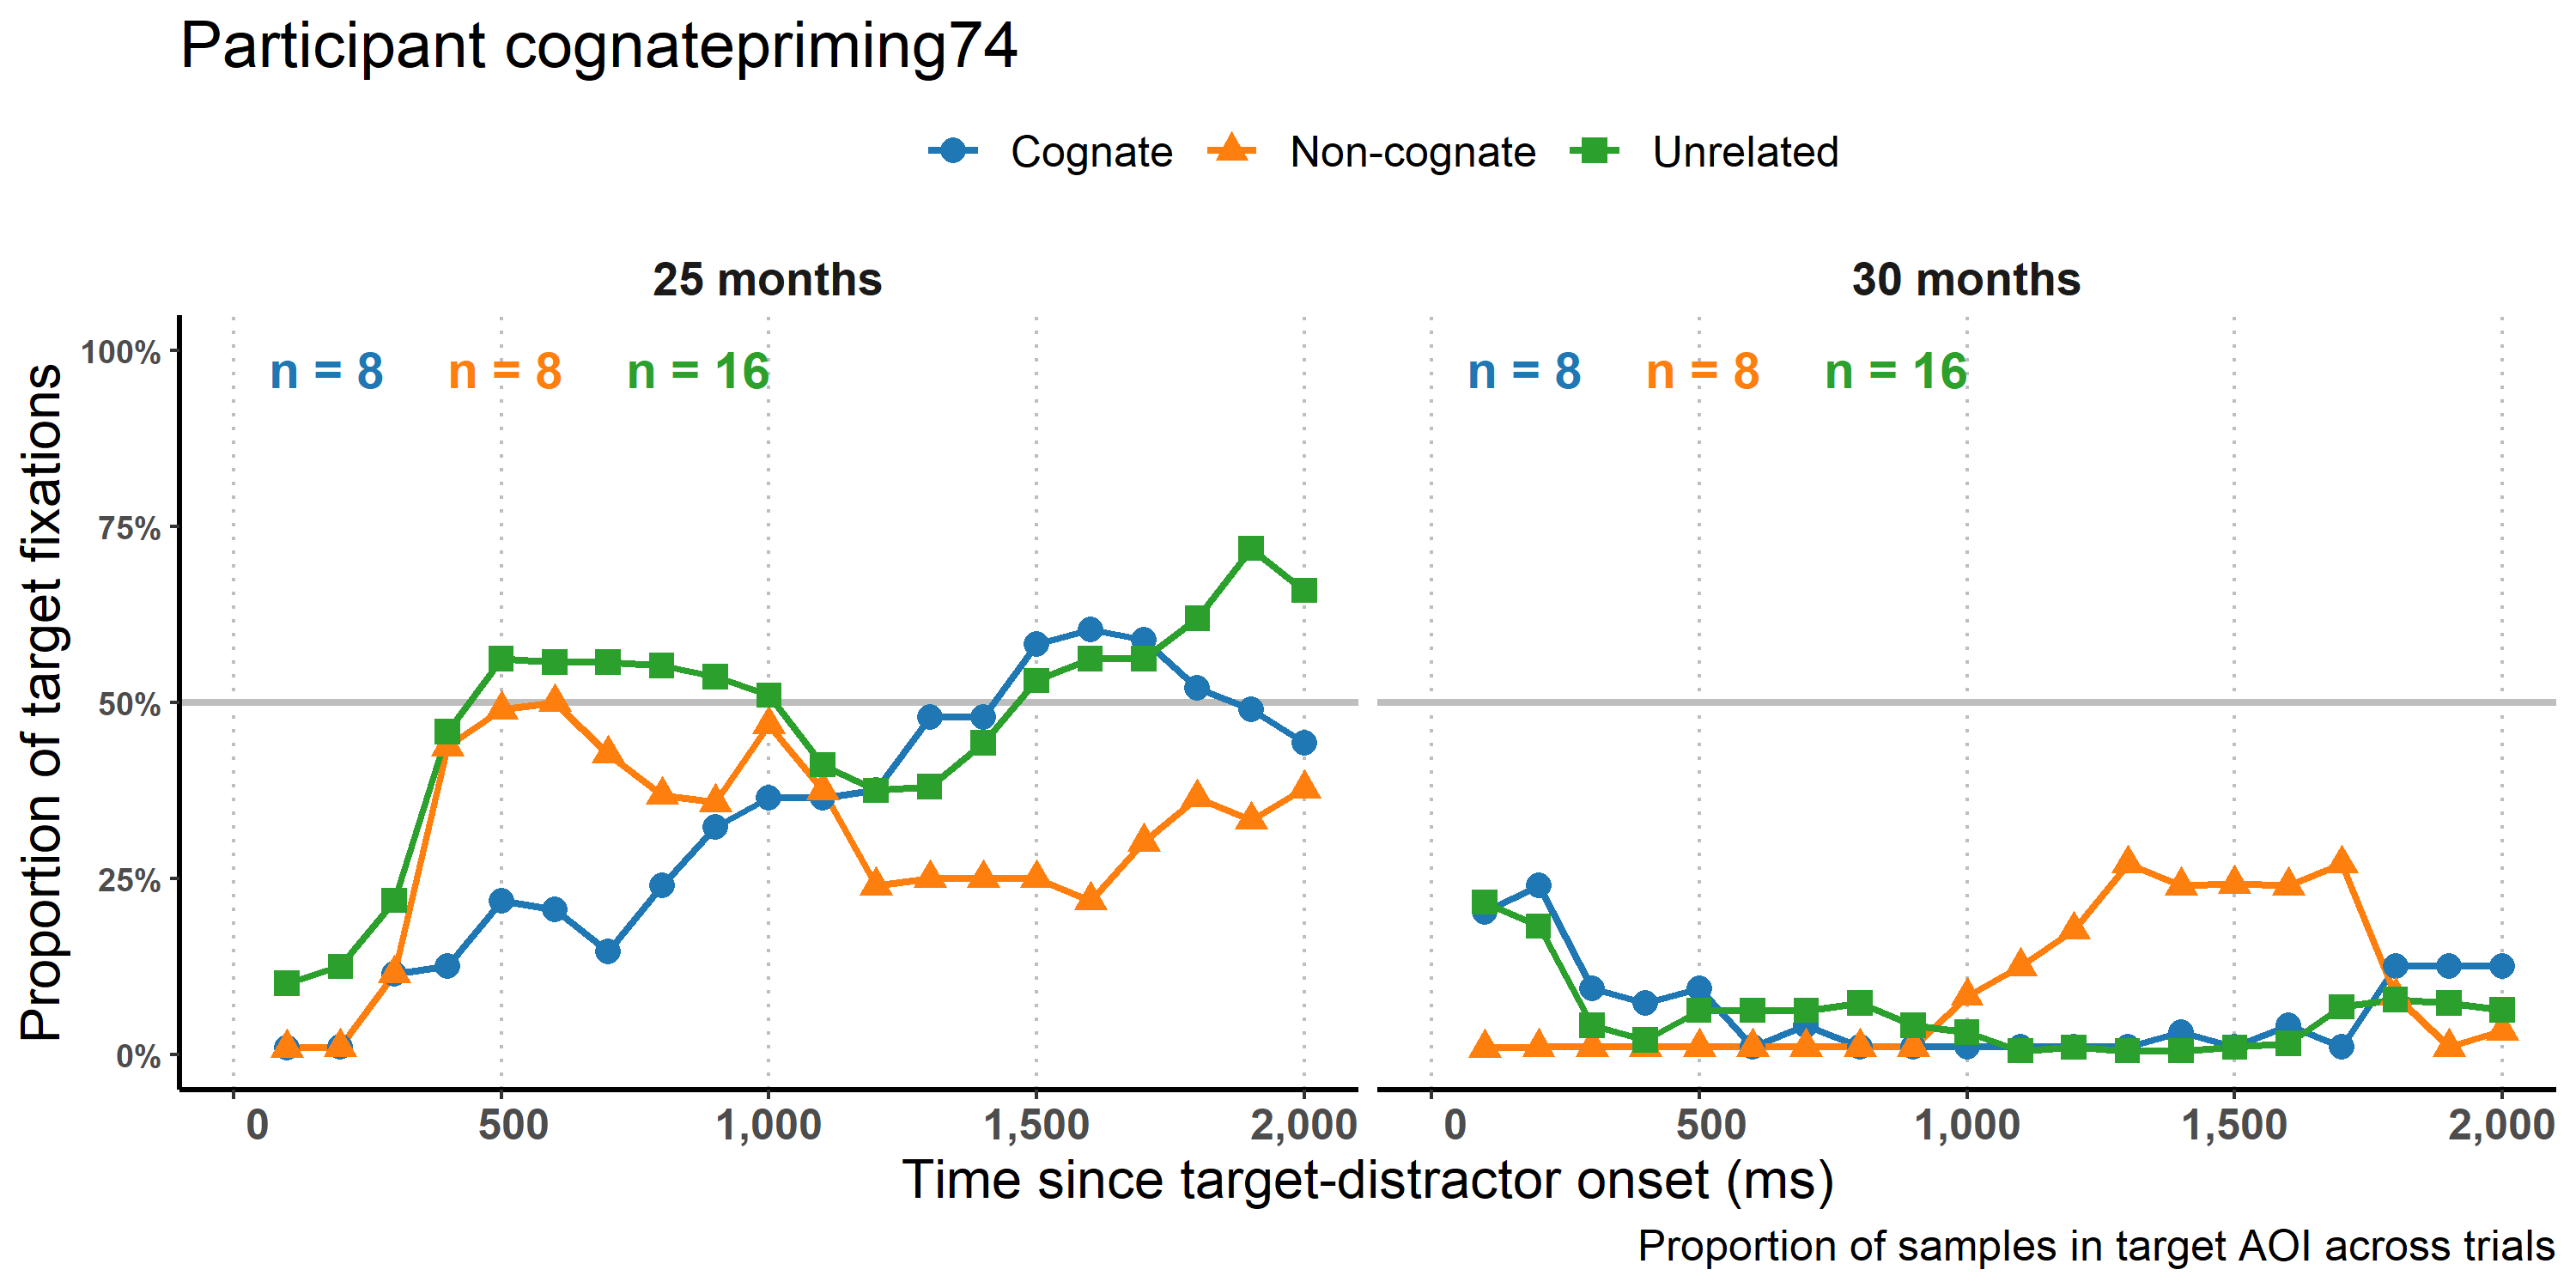 Participant cognatepriming74
Cognate Non-cognate Unrelated
25 months 30 months
n = 8 n = 8 n = 16 n = 8 n = 8 n = 16
Proportion of target fixations
100%
75%
50%
25%
0%
0 500 1,000 1,500 2,000 0 500 1,000 1,500 2,000
Time since target-distractor onset (ms)
Proportion of samples in target AOI across trials